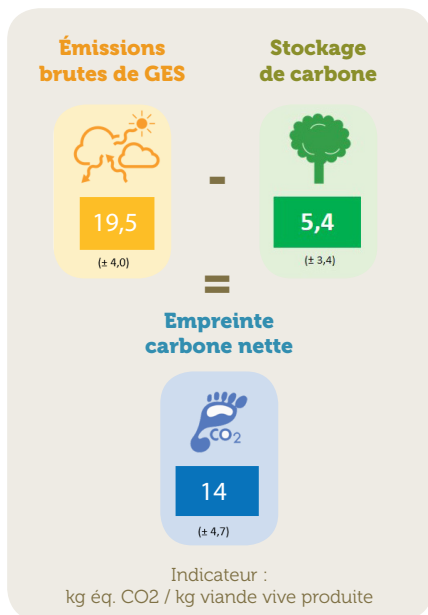 Émissions
brutes de GES
Stockage
de carbone
-
19,5
5,4
(± 4,0)
(± 3,4)
=
Empreinte
carbone nette
CO2
14
(± 4,7)
Indicateur :
kg éq. CO2 / kg viande vive produite